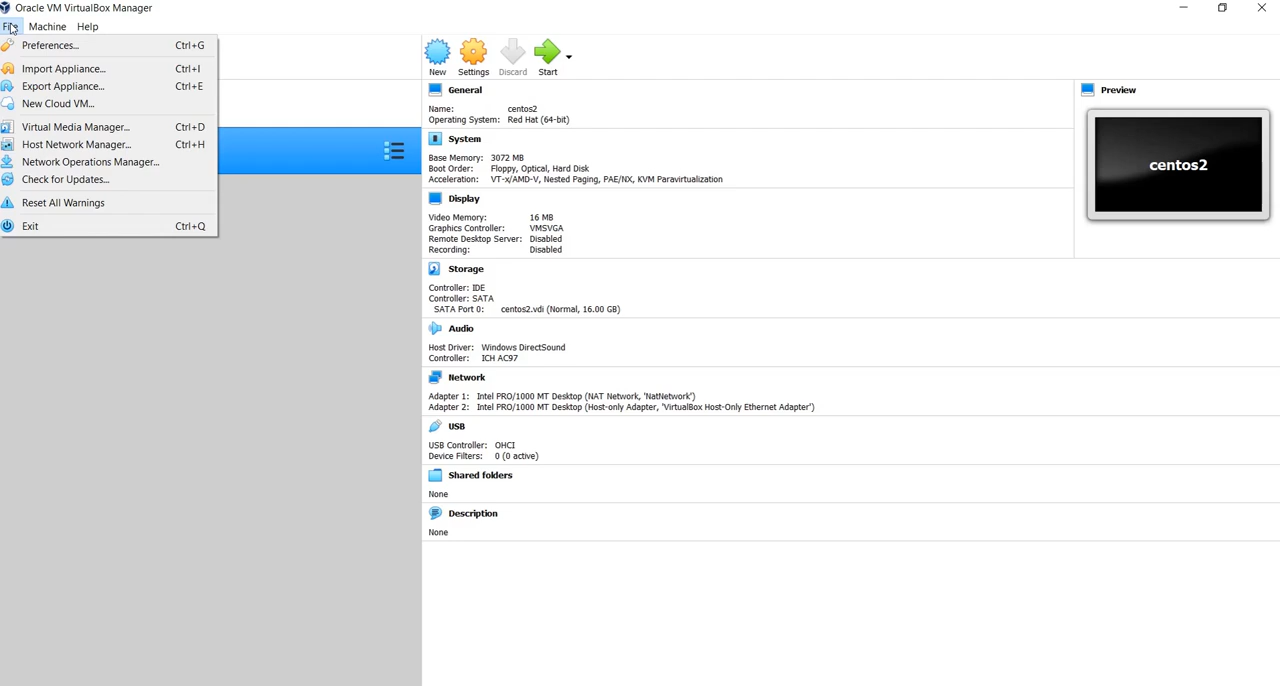 Oracle VM VirtualBox Manager
File Machine Help
Preferences... Ctrl+G
Import Appliance... Ctrl+I
Export Appliance... Ctrl+E
New Cloud VM...
Virtual Media Manager... Ctrl+D
Host Network Manager... Ctrl+H
Network Operations Manager...
Check for Updates...
Reset All Warnings
Exit Ctrl+Q
New Settings Discard Start
General
Name: centos2
Operating System: Red Hat (64-bit)
System
Base Memory: 3072 MB
Boot Order: Floppy, Optical, Hard Disk
Acceleration: VT-x/AMD-V, Nested Paging, PAE/NX, KVM Paravirtualization
Display
Video Memory: 16 MB
Graphics Controller: VMSVGA
Remote Desktop Server: Disabled
Recording: Disabled
Storage
Controller: IDE
Controller: SATA
SATA Port 0: centos2.vdi (Normal, 16.00 GB)
Audio
Host Driver: Windows DirectSound
Controller: ICH AC97
Network
Adapter 1: Intel PRO/1000 MT Desktop (NAT Network, 'NatNetwork')
Adapter 2: Intel PRO/1000 MT Desktop (Host-only Adapter, 'VirtualBox Host-Only Ethernet Adapter')
USB
USB Controller: OHCI
Device Filters: 0 (0 active)
Shared folders
None
Description
None
Preview
centos2